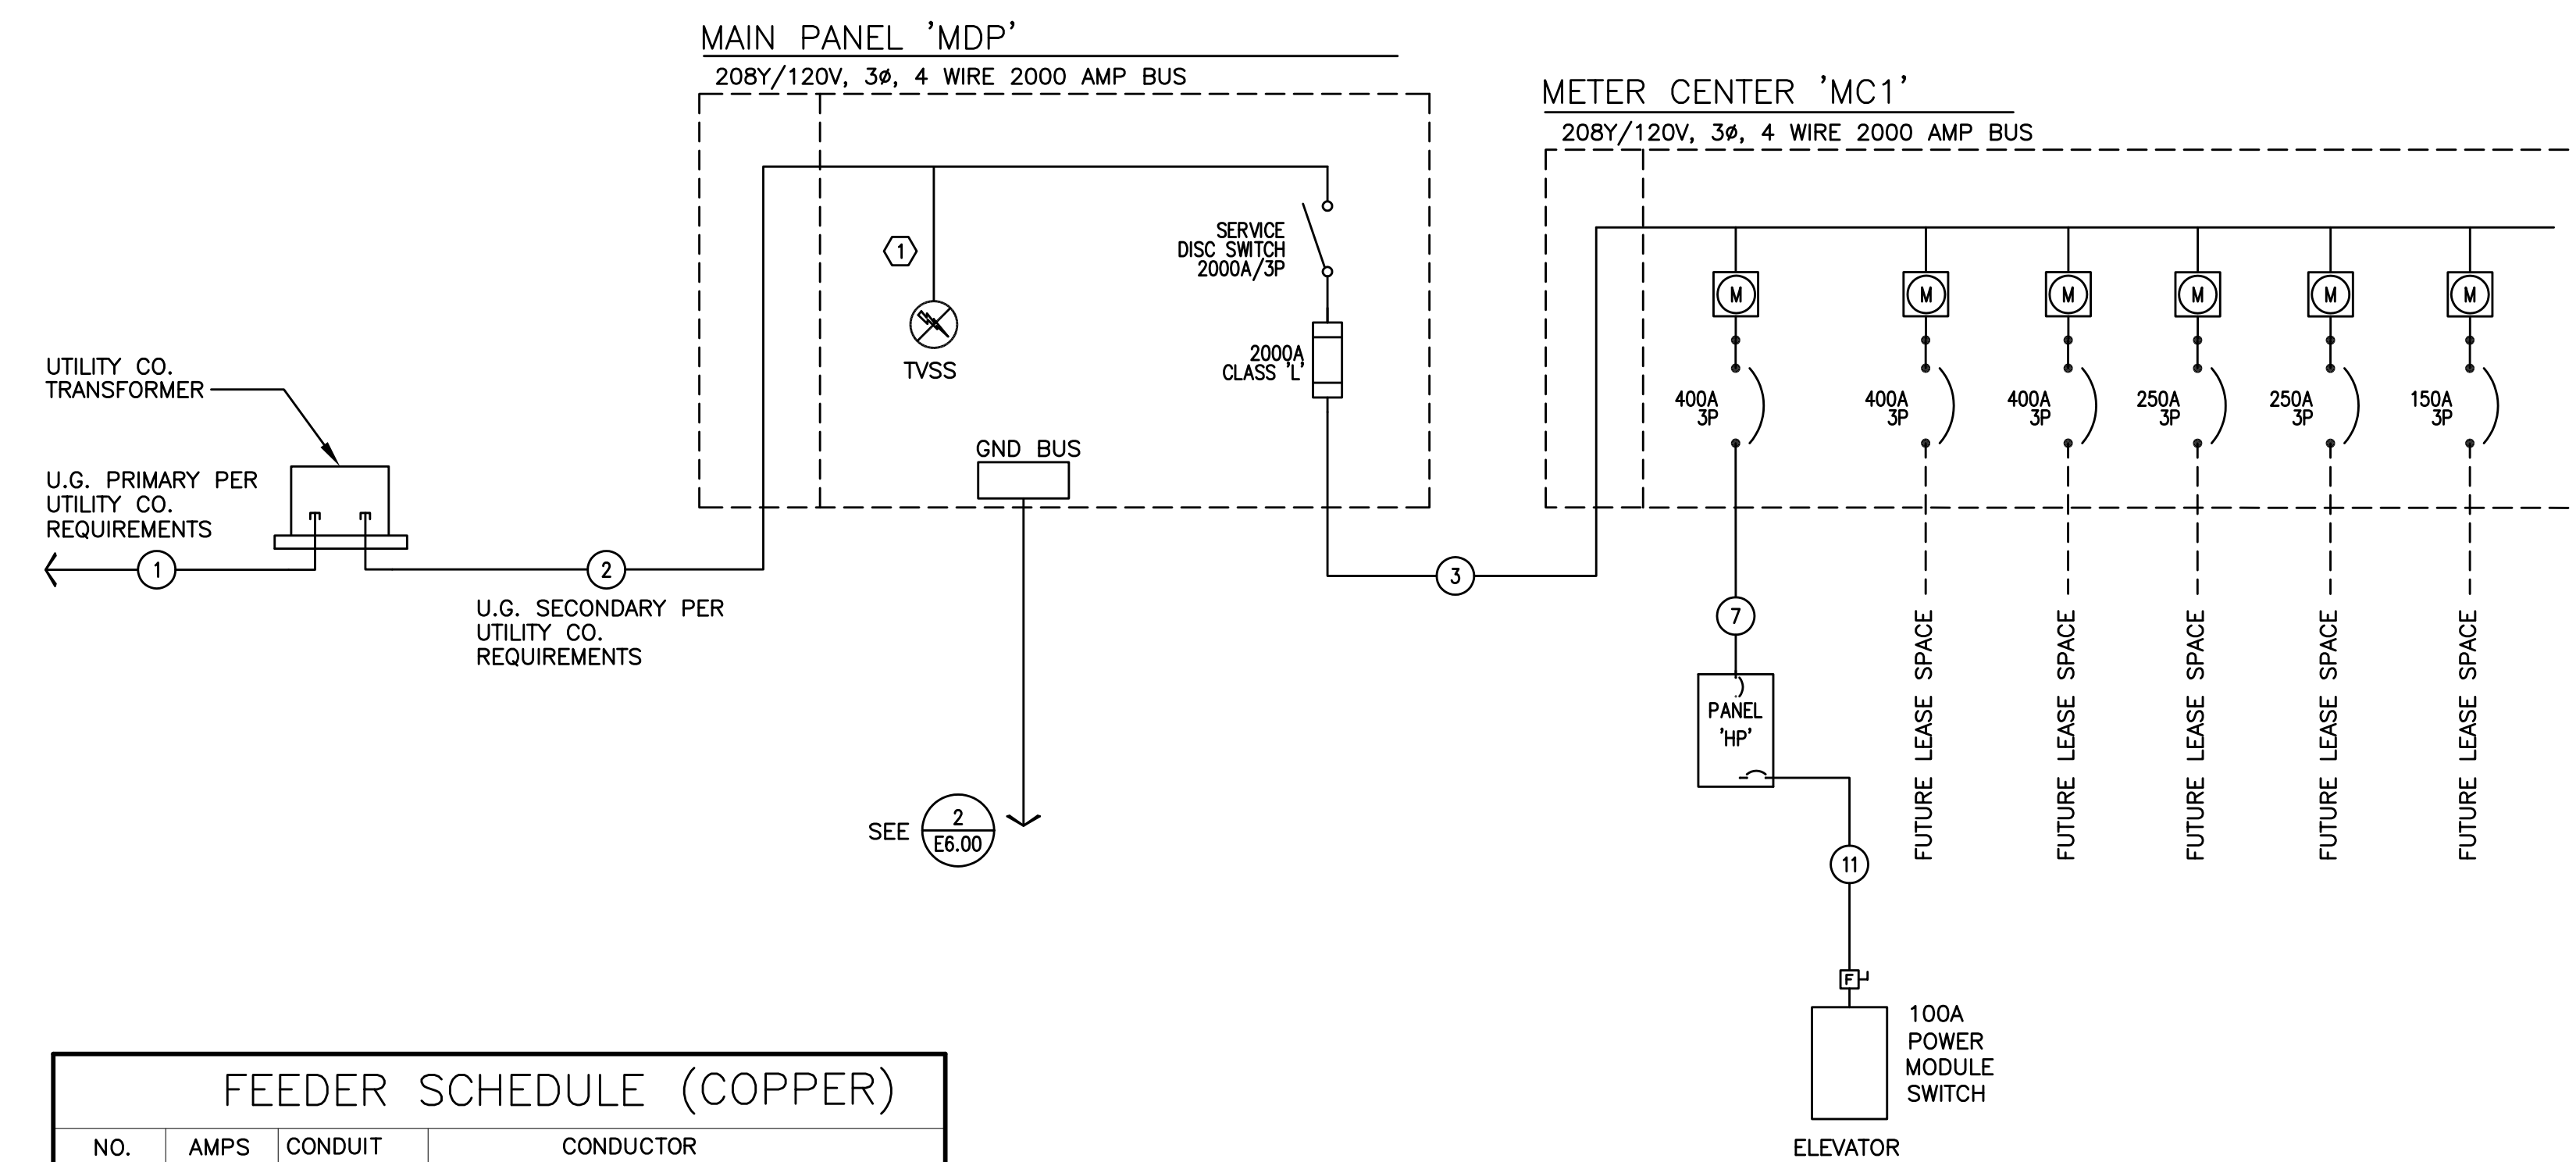 MAIN PANEL 'MDP'
208Y/120V, 3ø, 4 WIRE 2000 AMP BUS
METER CENTER 'MC1'
208Y/120V, 3ø, 4 WIRE 2000 AMP BUS
1
SERVICE
DISC SWITCH
2000A/3P
TVSS
2000A
CLASS 'L'
GND BUS
UTILITY CO.
TRANSFORMER
U.G. PRIMARY PER
UTILITY CO.
REQUIREMENTS
1
2
U.G. SECONDARY PER
UTILITY CO.
REQUIREMENTS
3
SEE
2
E6.00
M
M
M
M
M
M
400A
3P
400A
3P
400A
3P
250A
3P
250A
3P
150A
3P
7
PANEL
'HP'
11
F
100A
POWER
MODULE
SWITCH
ELEVATOR
FUTURE LEASE SPACE
FUTURE LEASE SPACE
FUTURE LEASE SPACE
FUTURE LEASE SPACE
FUTURE LEASE SPACE
FEEDER SCHEDULE (COPPER)
NO. AMPS CONDUIT CONDUCTOR